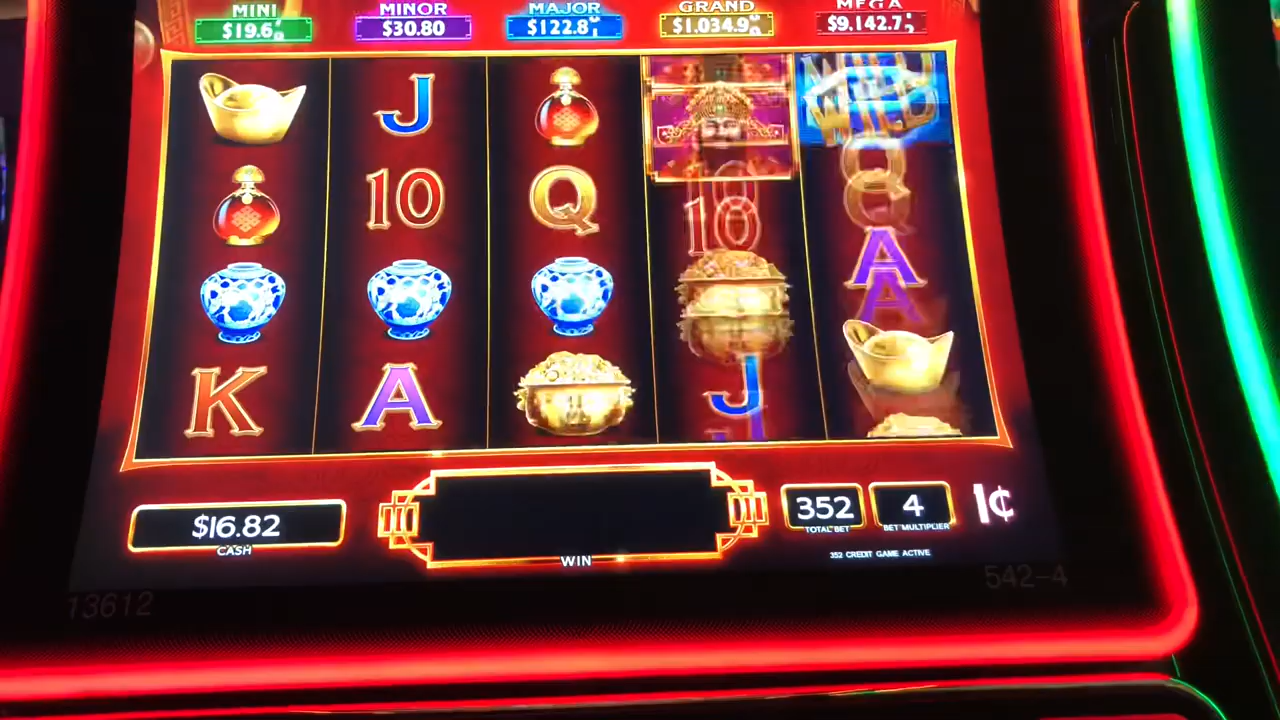 MINI MINOR MAJOR GRAND MEGA
$19.6 $30.80 $122.8 $1,034.9 $9,142.7
J
WILD
10 Q 10 Q
A
K A J
$16.82 352 4 1¢
CASH WIN TOTAL BET BET MULTIPLIER
352 CREDIT GAME ACTIVE
13612 542-4